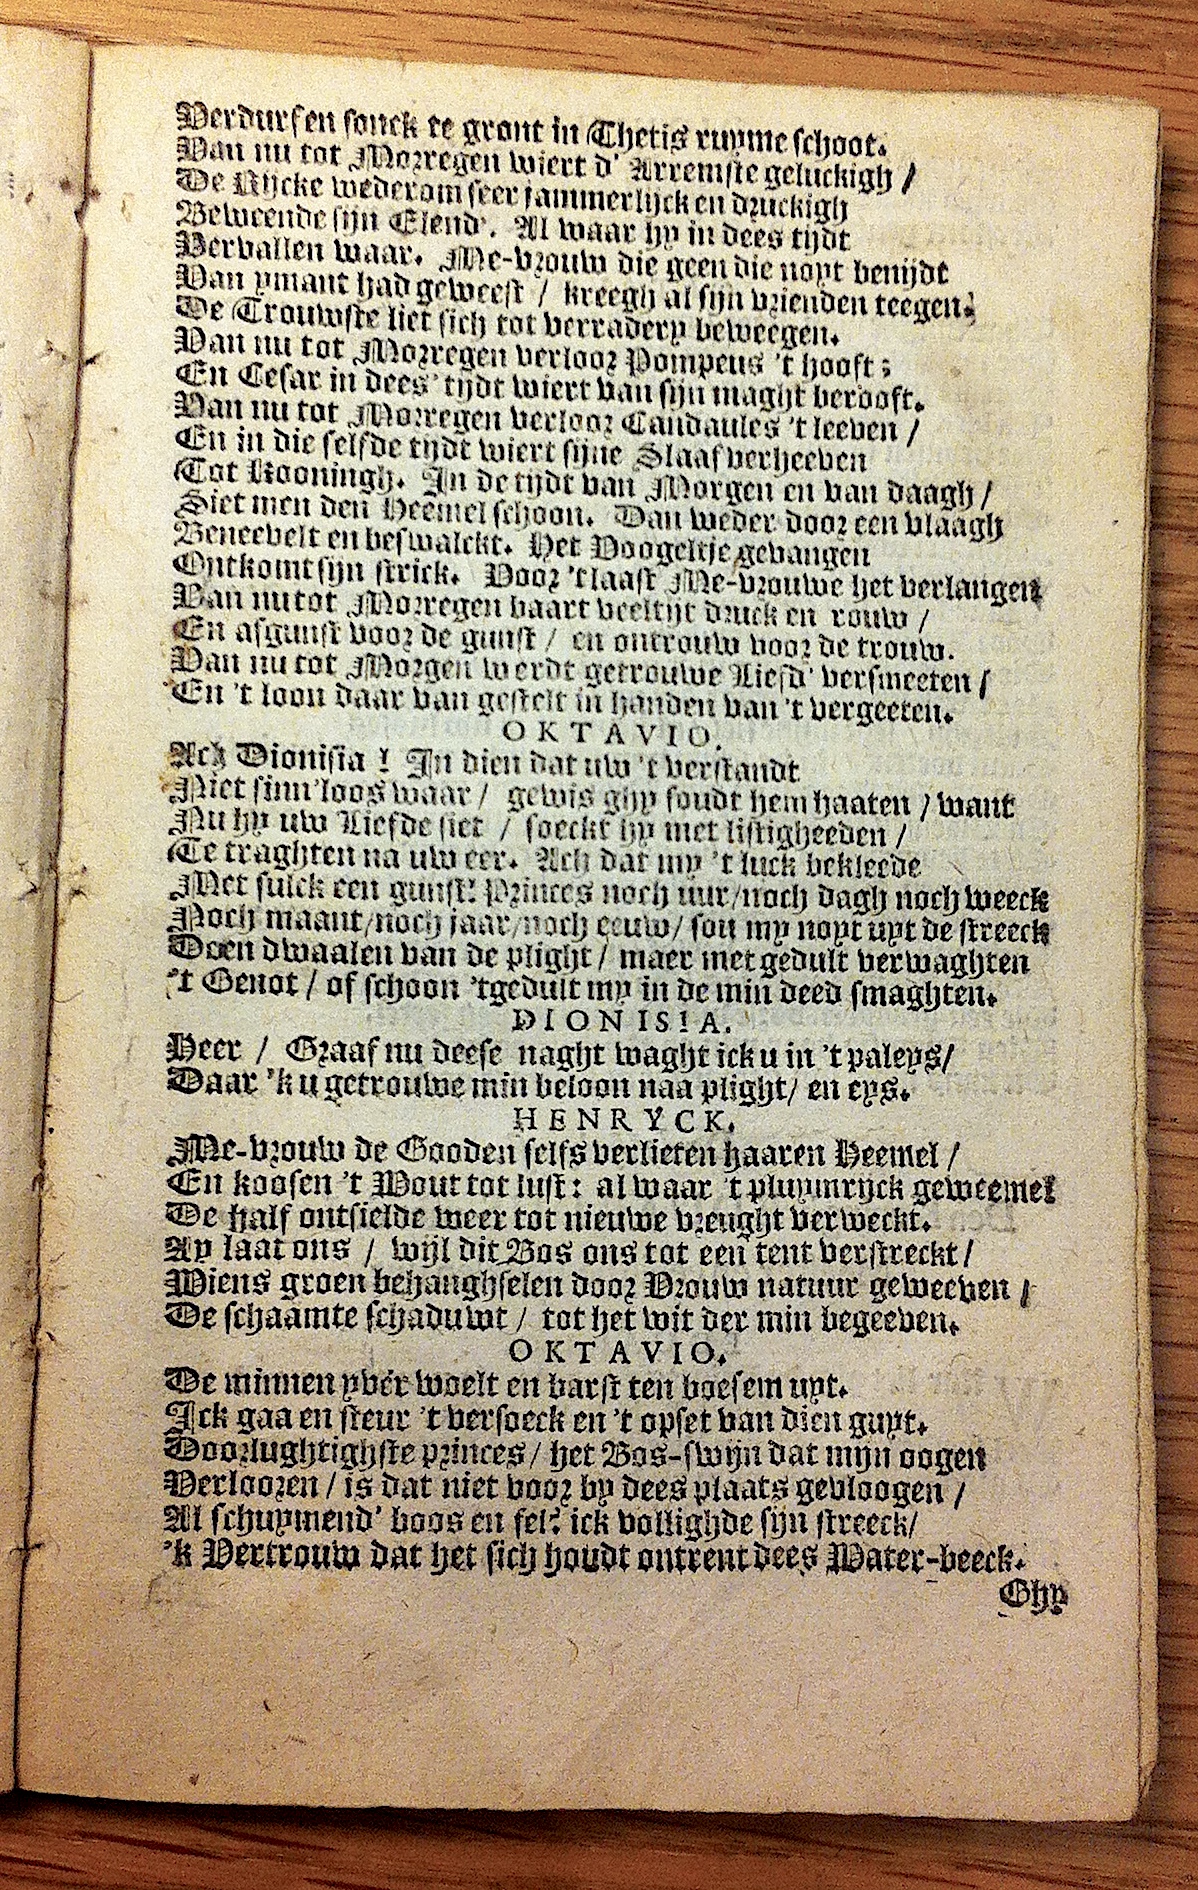 Verdursen sonck te gront in Thetis ruyme schoot.
Van nu tot Morregen wiert d' Arremste geluckigh /
De Rijcke wederom seer jammerlijck en druckigh
Beweende sijn Elend'. Al waar hy in dees tijdt
Vervallen waar. Me-vrouw die geen die noyt benijdt
Van ymant had geweest / kreegh al sijn vrienden teegen.
De Trouwste liet sich tot verradery beweegen.
Van nu tot Morregen verloor Pompeus 't hooft;
En Cesar in dees' tijdt wiert van sijn maght berooft.
Van nu tot Morregen verloor Candaules 't leeven /
En in die selfde tijdt wiert sijne Slaaf verheeven
Tot Kooningh. In de tijdt van Morgen en van daagh /
Siet men den Heemel schoon. Dan weder door een vlaagh
Beneevelt en beswalckt. Het Voogeltje gevangen
Ontkomt sijn strick. Voor 't laast Me-vrouwe het verlangen
Van nu tot Morregen baart veeltijt druck en rouw /
En afgunst voor de gunst / en ontrouw voor de trouw.
Van nu tot Morgen werdt getrouwe Liefd' versmeeten /
En 't loon daar van gestelt in handen van 't vergeeten.
OKTAVIO.
Ach Dionisia ! In dien dat uw 't verstandt
Niet sinn'loos waar / gewis ghy soudt hem haaten / want
Nu hy uw Liefde siet / soeckt hy met listigheeden /
Te traghten na uw eer. Ach dat my 't luck bekleede
Met sulck een gunst: Princes noch uur/noch dagh noch weeck
Noch maant/noch jaar/noch eeuw/ sou my noyt uyt de streeck
Doen dwaalen van de plight / maer met gedult verwaghten
't Genot / of schoon 'tgedult my in de min deed smaghten.
DIONISIA.
Heer / Graaf nu deese naght waght ick u in 't paleys/
Daar 'k u getrouwe min beloon naa plight/ en eys.
HENRYCK.
Me-vrouw de Gooden selfs verlieten haaren Heemel /
En koosen 't Wout tot lust: al waar 't pluymrijck geweemel
De half ontsielde weer tot nieuwe vreught verweckt.
Ay laat ons / wijl dit Bos ons tot een tent verstreckt /
Wiens groen behanghselen door Vrouw natuur geweeven /
De schaamte schaduwt / tot het wit der min begeeven.
OKTAVIO.
De minnen yver woelt en barst ten boesem uyt.
Ick gaa en steur 't versoeck en 't opset van dien guyt.
Doorlughtighste princes / het Bos-swijn dat mijn oogen
Verlooren / is dat niet voor by dees plaats gevloogen /
Al schuymend' boos en fel? ick vollighde sijn streeck/
'k Vertrouw dat het sich houdt ontrent dees Water-beeck.
Ghy